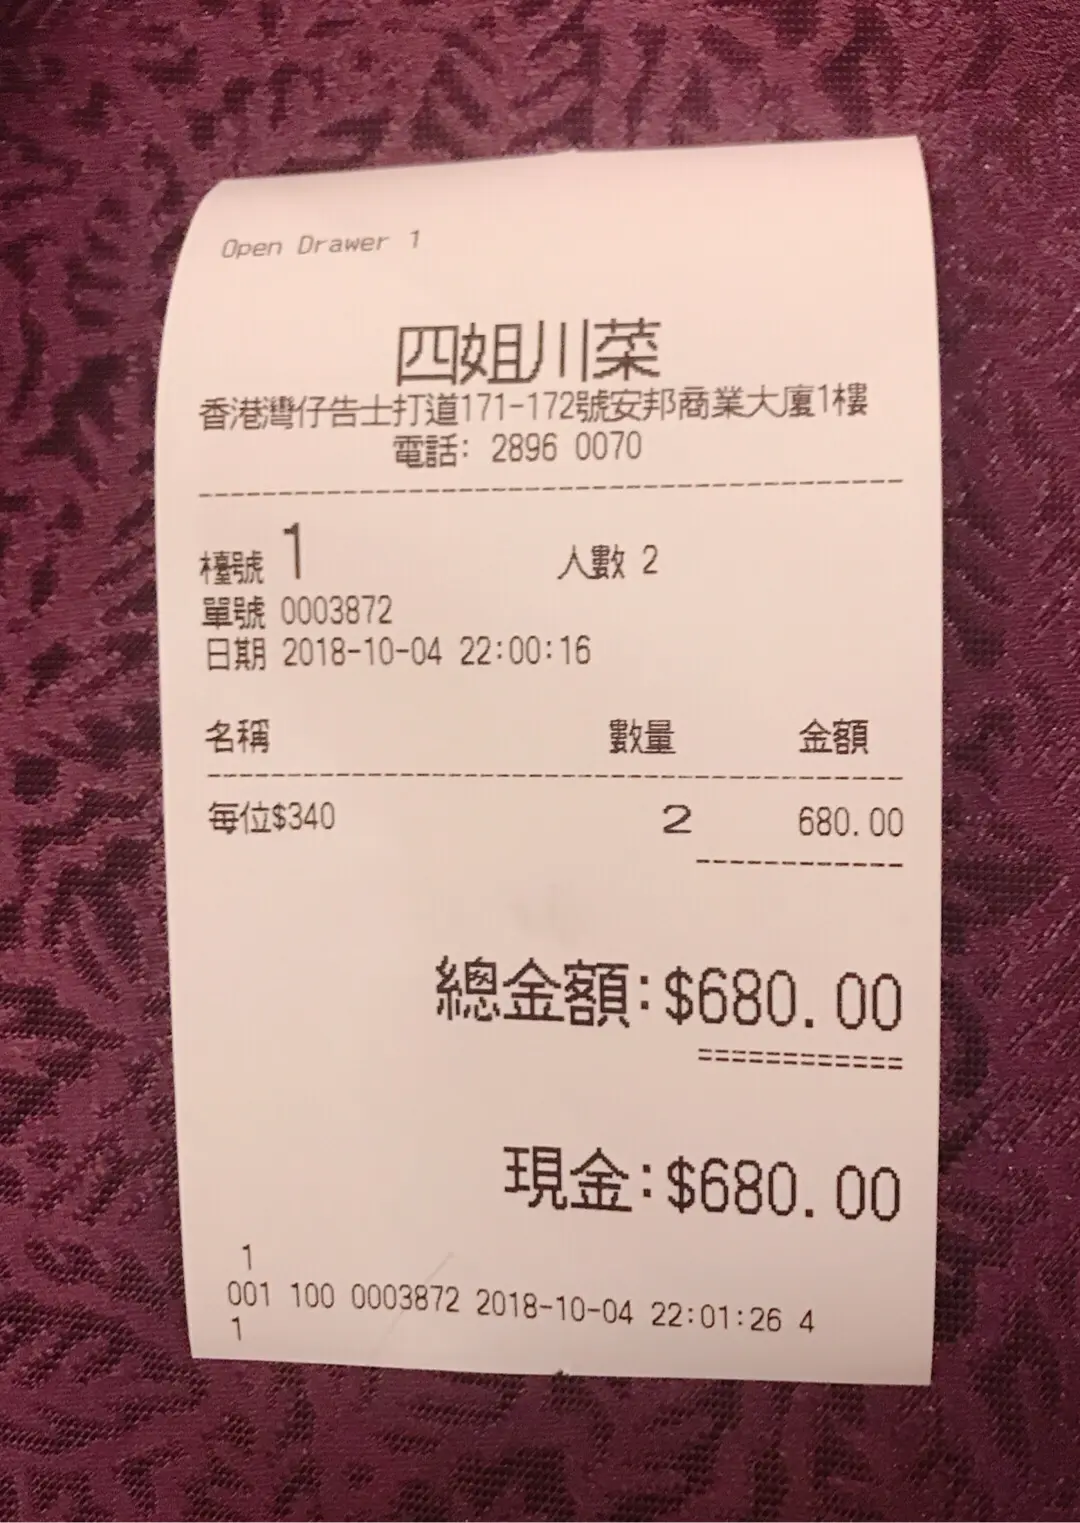 Open Drawer 1
四姐川菜
香港灣仔告士打道171-172號安邦商業大廈1樓
電話: 2896 0070
檯號 1 人數 2
單號 0003872
日期 2018-10-04 22:00:16
名稱 數量 金額
每位$340 2 680.00
總金額:$680.00
現金:$680.00
1
001 100 0003872 2018-10-04 22:01:26 4
1